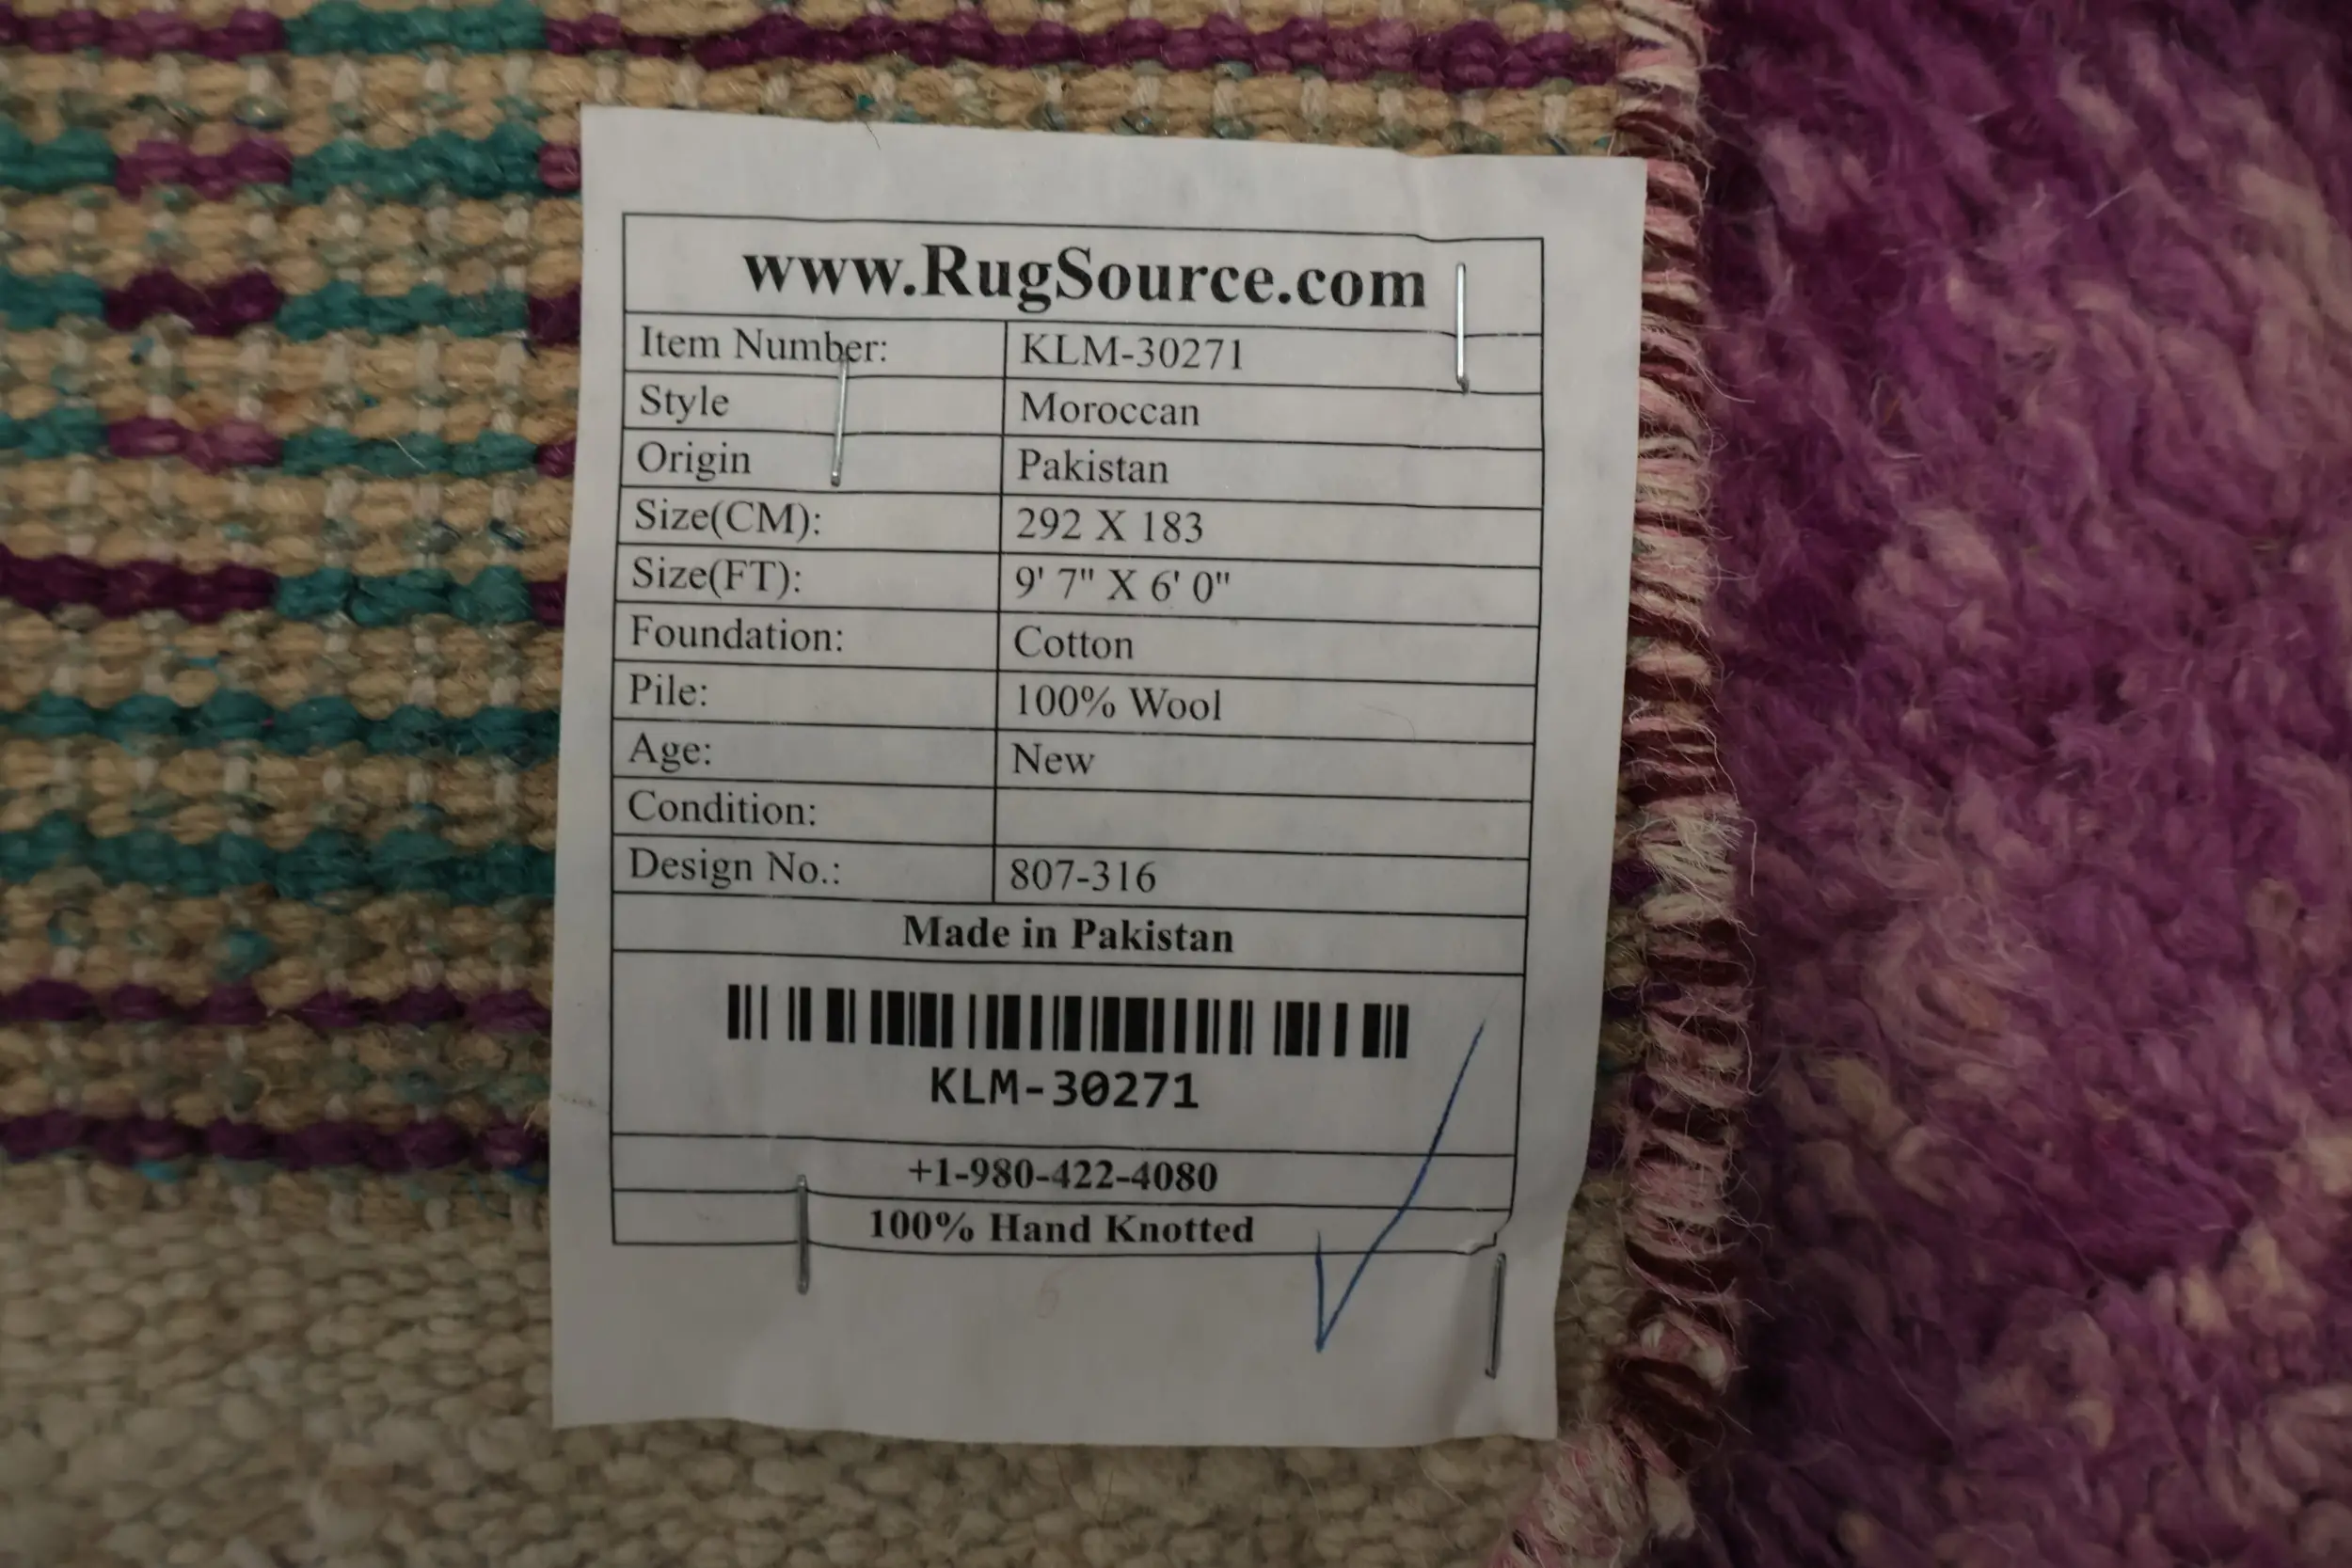 www.RugSource.com
Item Number: KLM-30271
Style Moroccan
Origin Pakistan
Size(CM): 292 X 183
Size(FT): 9' 7" X 6' 0"
Foundation: Cotton
Pile: 100% Wool
Age: New
Condition:
Design No.: 807-316
Made in Pakistan
KLM-30271
+1-980-422-4080
100% Hand Knotted